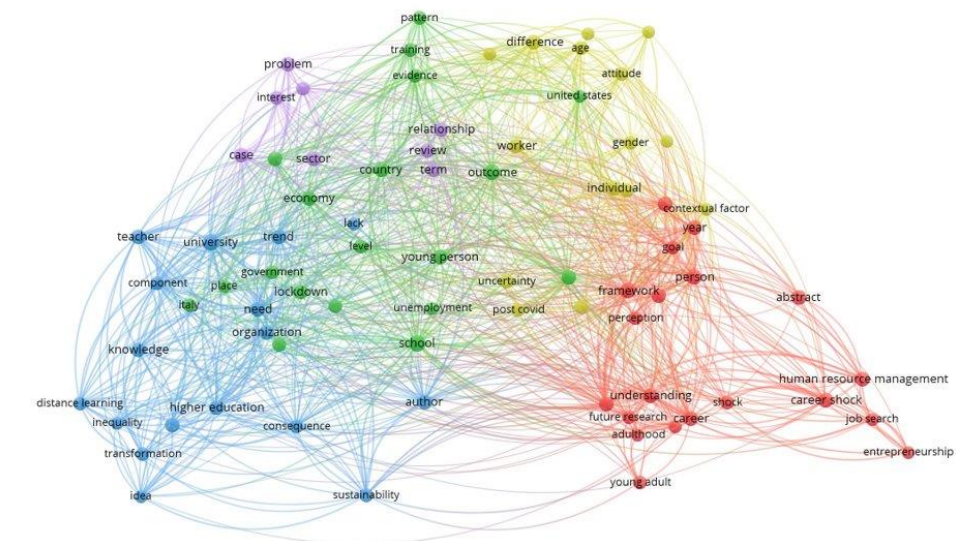 pattern
difference
age
training
problem
attitude
evidence
interest
united states
relationship
worker
gender
review
case
sector
country
term
outcome
individual
economy
contextual factor
lack
year
teacher
university
trend
level
goal
young person
government
person
component
place
uncertainty
lockdown
framework
abstract
italy
need
unemployment
post covid
perception
organization
school
knowledge
human resource management
understanding
distance learning
author
shock
career shock
higher education
future research
career
job search
inequality
consequence
adulthood
transformation
entrepreneurship
young adult
idea
sustainability